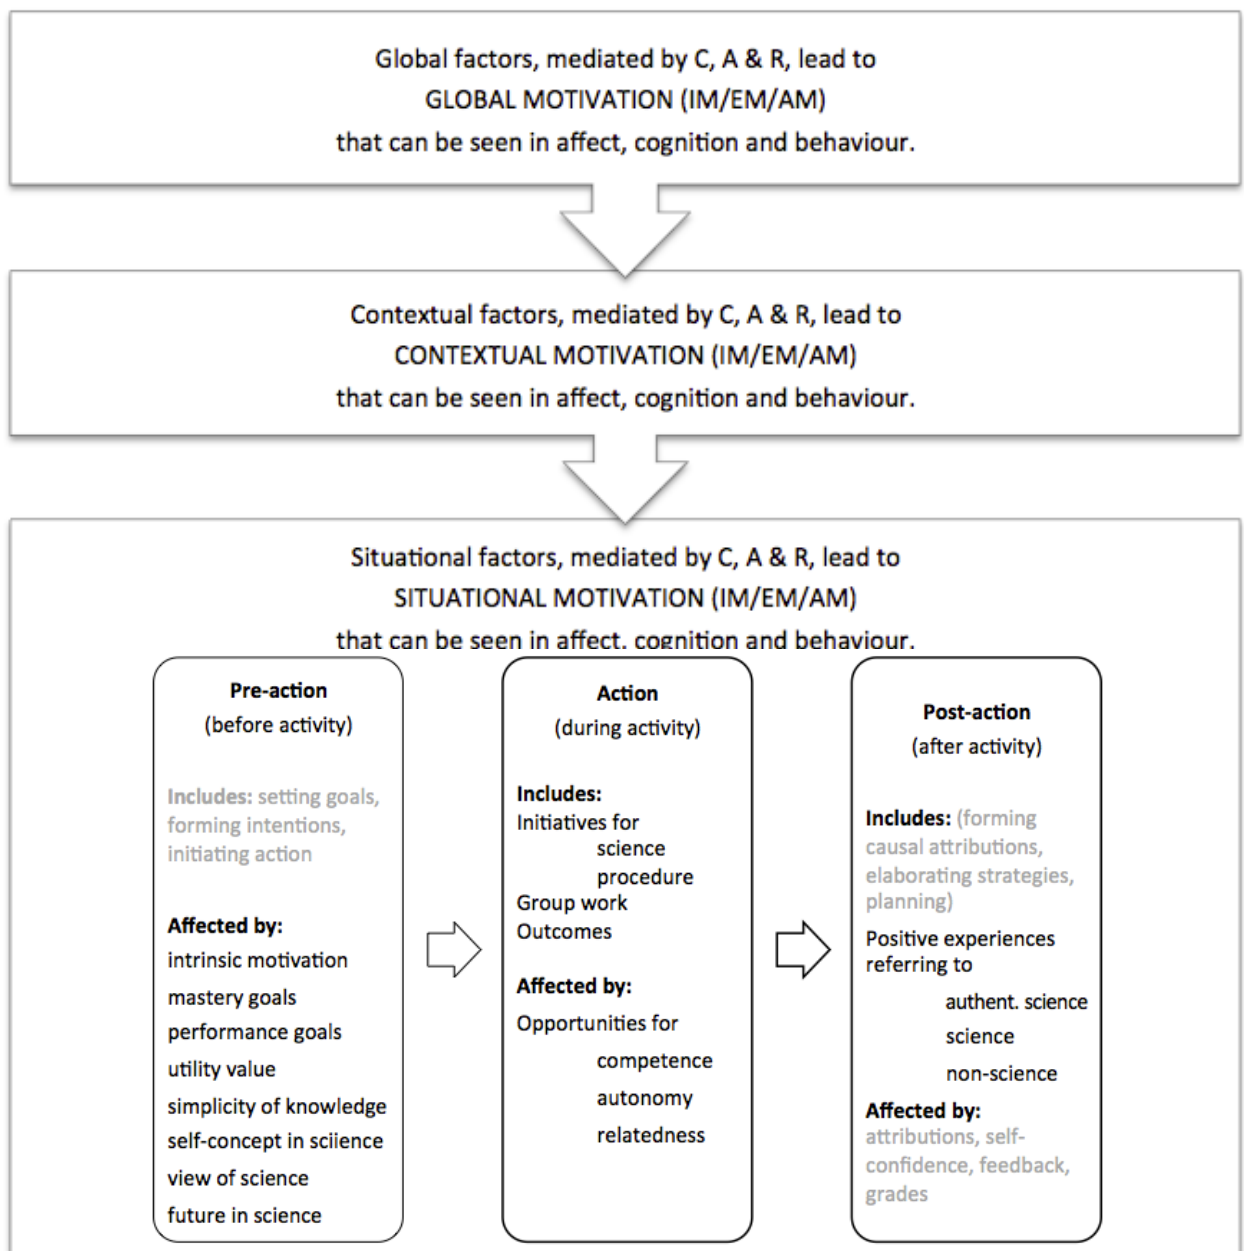 Global factors, mediated by C, A & R, lead to
GLOBAL MOTIVATION (IM/EM/AM)
that can be seen in affect, cognition and behaviour.
Contextual factors, mediated by C, A & R, lead to
CONTEXTUAL MOTIVATION (IM/EM/AM)
that can be seen in affect, cognition and behaviour.
Situational factors, mediated by C, A & R, lead to
SITUATIONAL MOTIVATION (IM/EM/AM)
that can be seen in affect, cognition and behaviour.
Pre-action
(before activity)
Includes: setting goals,
forming intentions,
initiating action
Affected by:
intrinsic motivation
mastery goals
performance goals
utility value
simplicity of knowledge
self-concept in sciience
view of science
future in science
Action
(during activity)
Includes:
Initiatives for
science
procedure
Group work
Outcomes
Affected by:
Opportunities for
competence
autonomy
relatedness
Post-action
(after activity)
Includes: (forming
causal attributions,
elaborating strategies,
planning)
Positive experiences
referring to
authent. science
science
non-science
Affected by:
attributions, self-
confidence, feedback,
grades